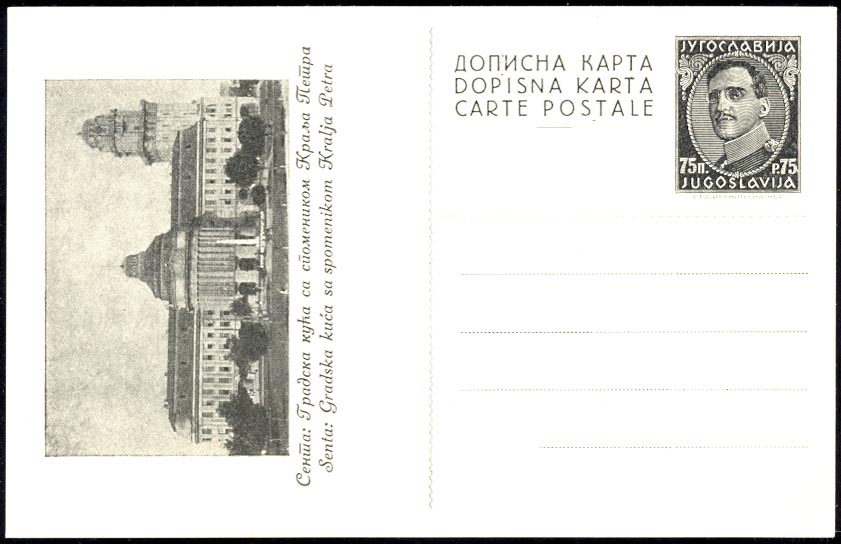 Сента: Градска кућа са спомеником Краља Петра
Senta: Gradska kuća sa spomenikom Kralja Petra
ДОПИСНА КАРТА
DOPISNA KARTA
CARTE POSTALE
ЈУГОСЛАВИЈА
75П. P.75
JUGOSLAVIJA